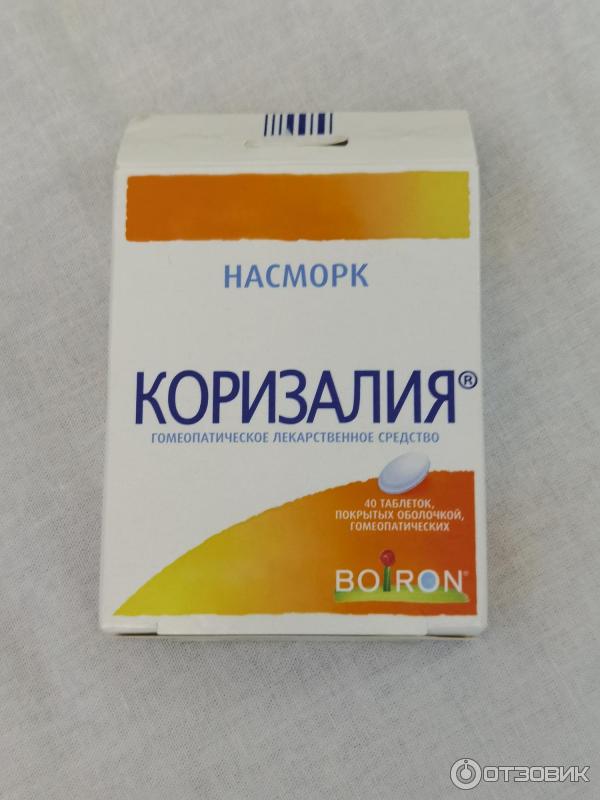 НАСМОРК
КОРИЗАЛИЯ®
ГОМЕОПАТИЧЕСКОЕ ЛЕКАРСТВЕННОЕ СРЕДСТВО
40 ТАБЛЕТОК,
ПОКРЫТЫХ ОБОЛОЧКОЙ,
ГОМЕОПАТИЧЕСКИХ
BOIRON®
ОТЗОВИК